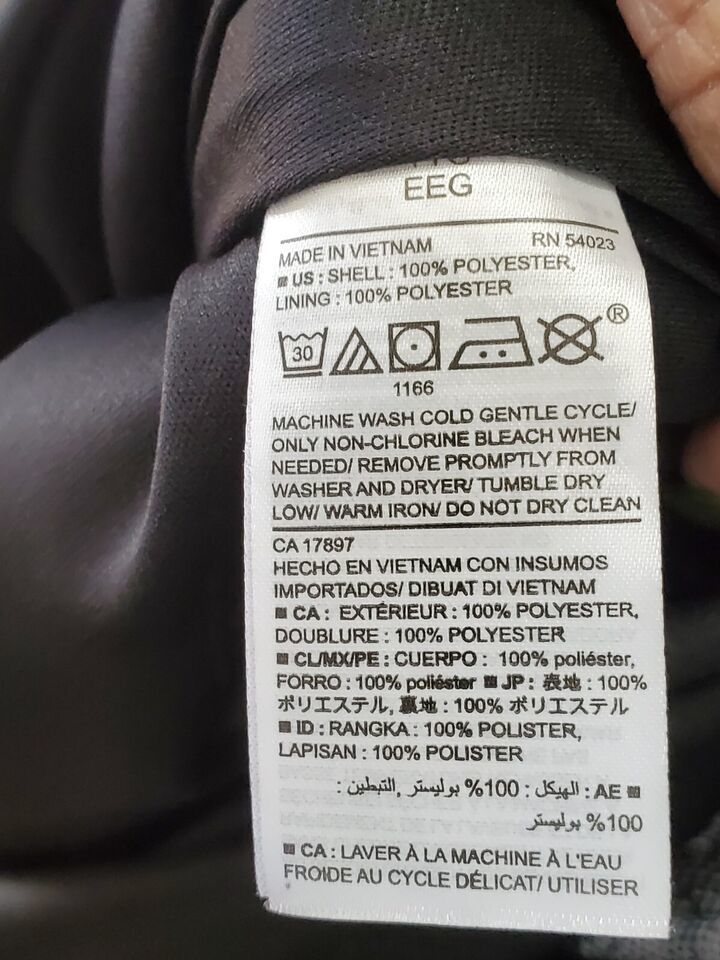 EEG
MADE IN VIETNAM RN 54023
US : SHELL : 100% POLYESTER,
LINING : 100% POLYESTER
30
®
1166
MACHINE WASH COLD GENTLE CYCLE/
ONLY NON-CHLORINE BLEACH WHEN
NEEDED/ REMOVE PROMPTLY FROM
WASHER AND DRYER/ TUMBLE DRY
LOW/ WARM IRON/ DO NOT DRY CLEAN
CA 17897
HECHO EN VIETNAM CON INSUMOS
IMPORTADOS/ DIBUAT DI VIETNAM
■ CA : EXTÉRIEUR : 100% POLYESTER,
DOUBLURE : 100% POLYESTER
■ CL/MX/PE : CUERPO : 100% poliéster,
FORRO : 100% poliéster ■ JP : 表地 : 100%
ポリエステル, 裏地 : 100% ポリエステル
■ ID : RANGKA : 100% POLISTER,
LAPISAN : 100% POLISTER
■ AE : الهيكل : 100% بوليستر ,التبطين :
100% بوليستر
■ CA : LAVER À LA MACHINE À L'EAU
FROIDE AU CYCLE DÉLICAT/ UTILISER